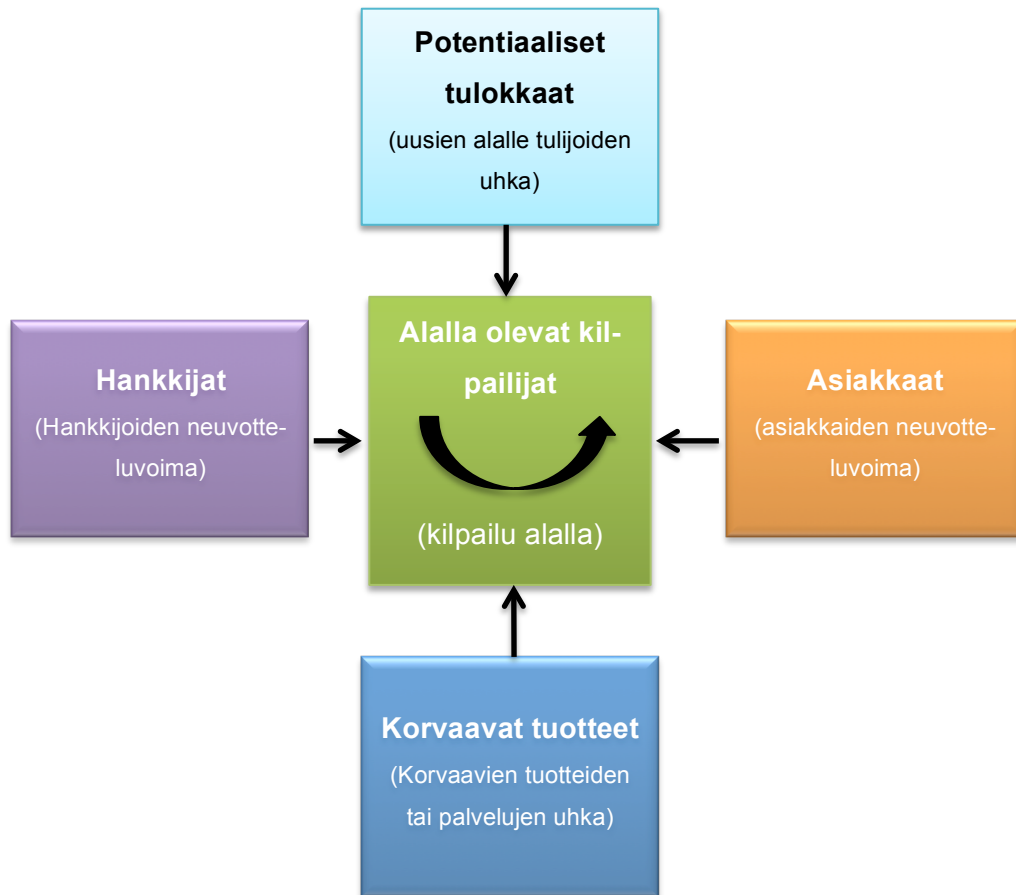 Potentiaaliset
tulokkaat
(uusien alalle tulijoiden
uhka)
Hankkijat
(Hankkijoiden neuvotte-
luvoima)
Alalla olevat kil-
pailijat
(kilpailu alalla)
Asiakkaat
(asiakkaiden neuvotte-
luvoima)
Korvaavat tuotteet
(Korvaavien tuotteiden
tai palvelujen uhka)